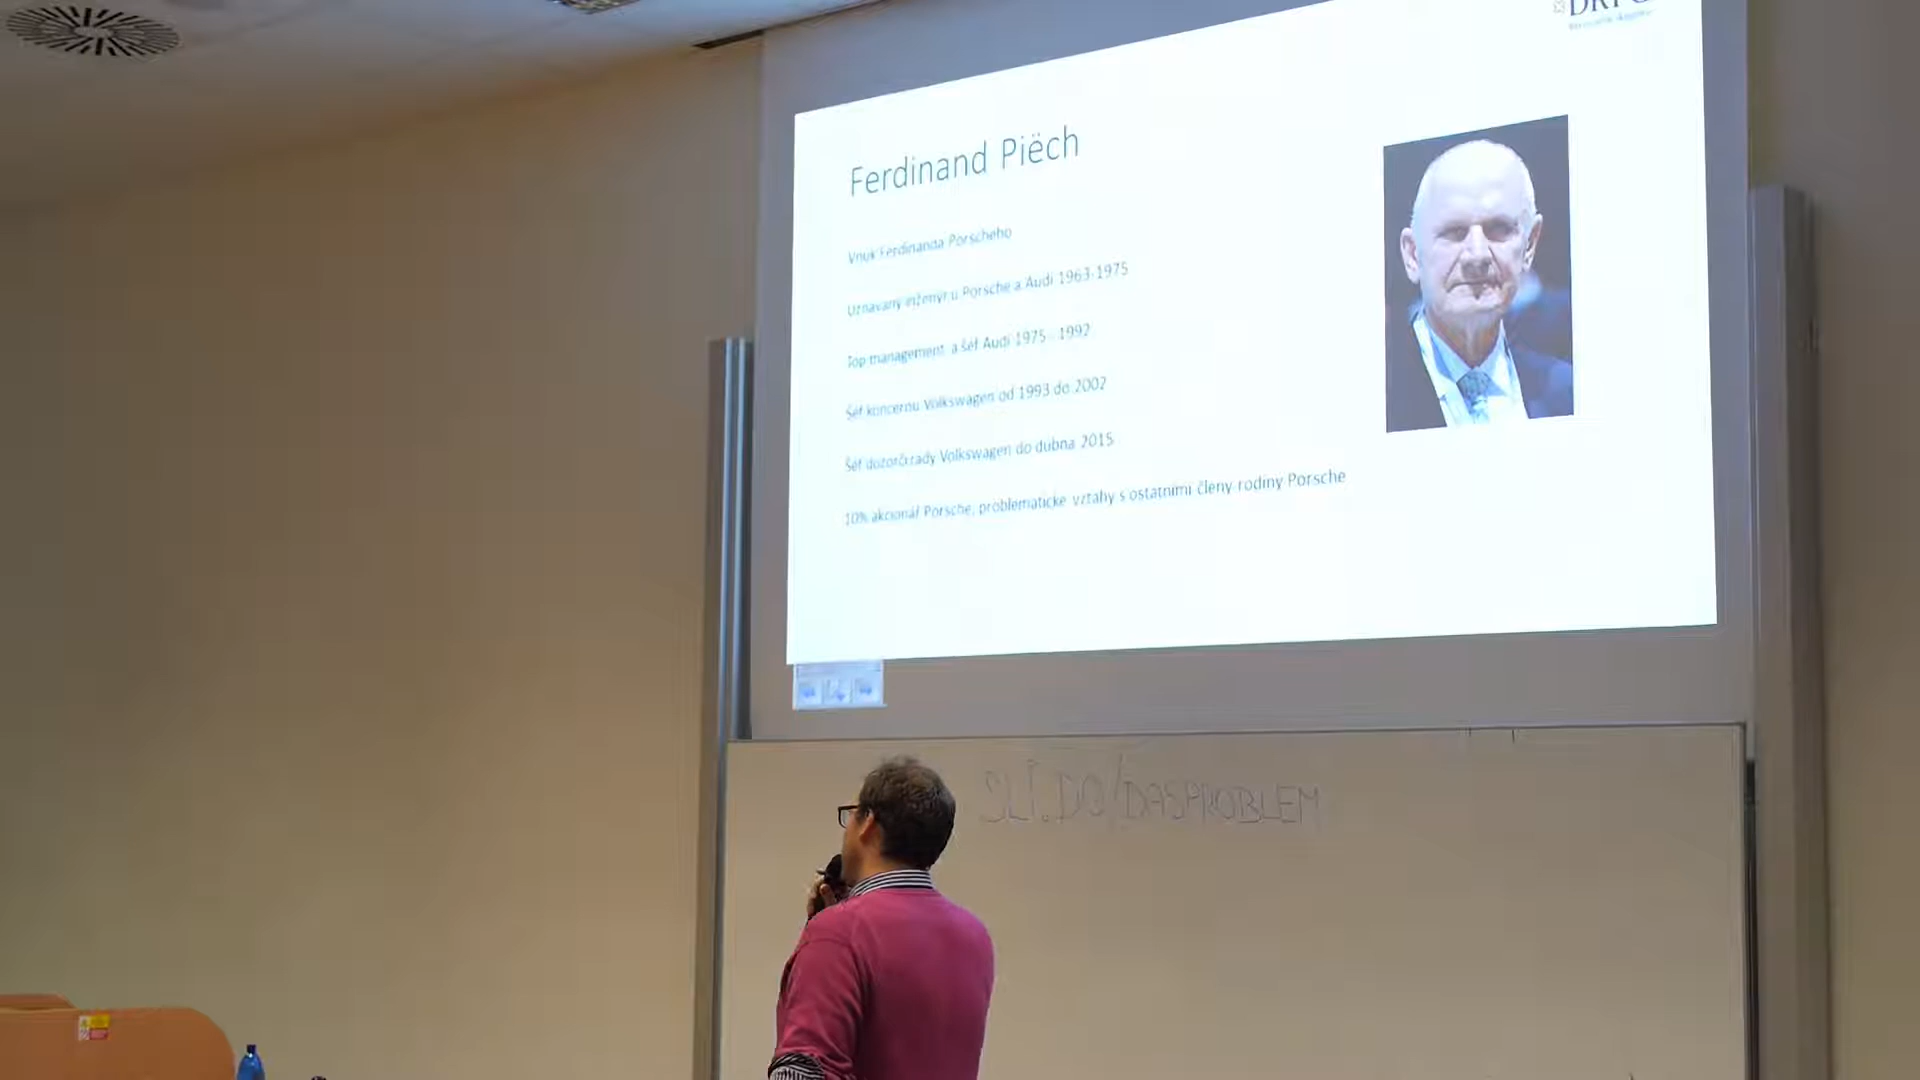 Ferdinand Piëch
Vnuk Ferdinanda Porscheho
Uznávaný inženýr u Porsche a Audi 1963-1975
Top management a šéf Audi 1975 - 1992
Šéf koncernu Volkswagen od 1993 do 2002
Šéf dozorčí rady Volkswagen do dubna 2015
10% akcionář Porsche, problematické vztahy s ostatními členy rodiny Porsche
SLI.DO/DASPROBLEM